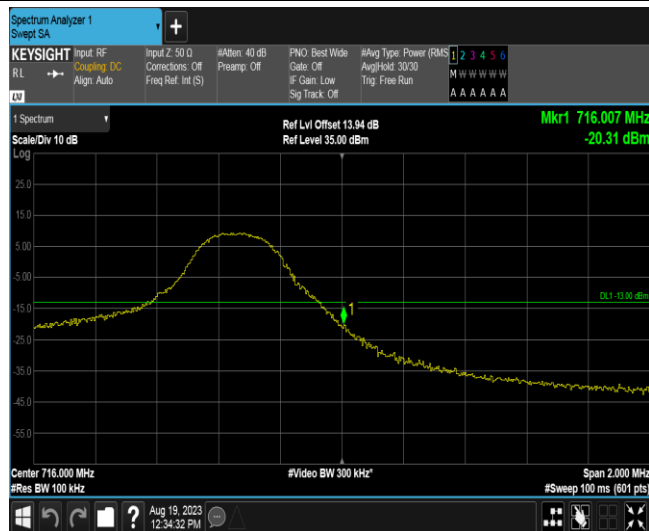 Spectrum Analyzer 1
Swept SA
+
KEYSIGHT
RL
LXI
Input: RF
Coupling: DC
Align: Auto
Input Z: 50 Ω
Corrections: Off
Freq Ref: Int (S)
#Atten: 40 dB
Preamp: Off
PNO: Best Wide
Gate: Off
IF Gain: Low
Sig Track: Off
#Avg Type: Power (RMS
Avg|Hold: 30/30
Trig: Free Run
1 2 3 4 5 6
M W W W W W
A A A A A A
1 Spectrum
Scale/Div 10 dB
Log
Ref Lvl Offset 13.94 dB
Ref Level 35.00 dBm
Mkr1 716.007 MHz
-20.31 dBm
25.0
15.0
5.00
-5.00
-15.0
-25.0
-35.0
-45.0
-55.0
DL1 -13.00 dBm
1
Center 716.000 MHz
#Res BW 100 kHz
#Video BW 300 kHz*
Span 2.000 MHz
#Sweep 100 ms (601 pts)
?
Aug 19, 2023
12:34:32 PM